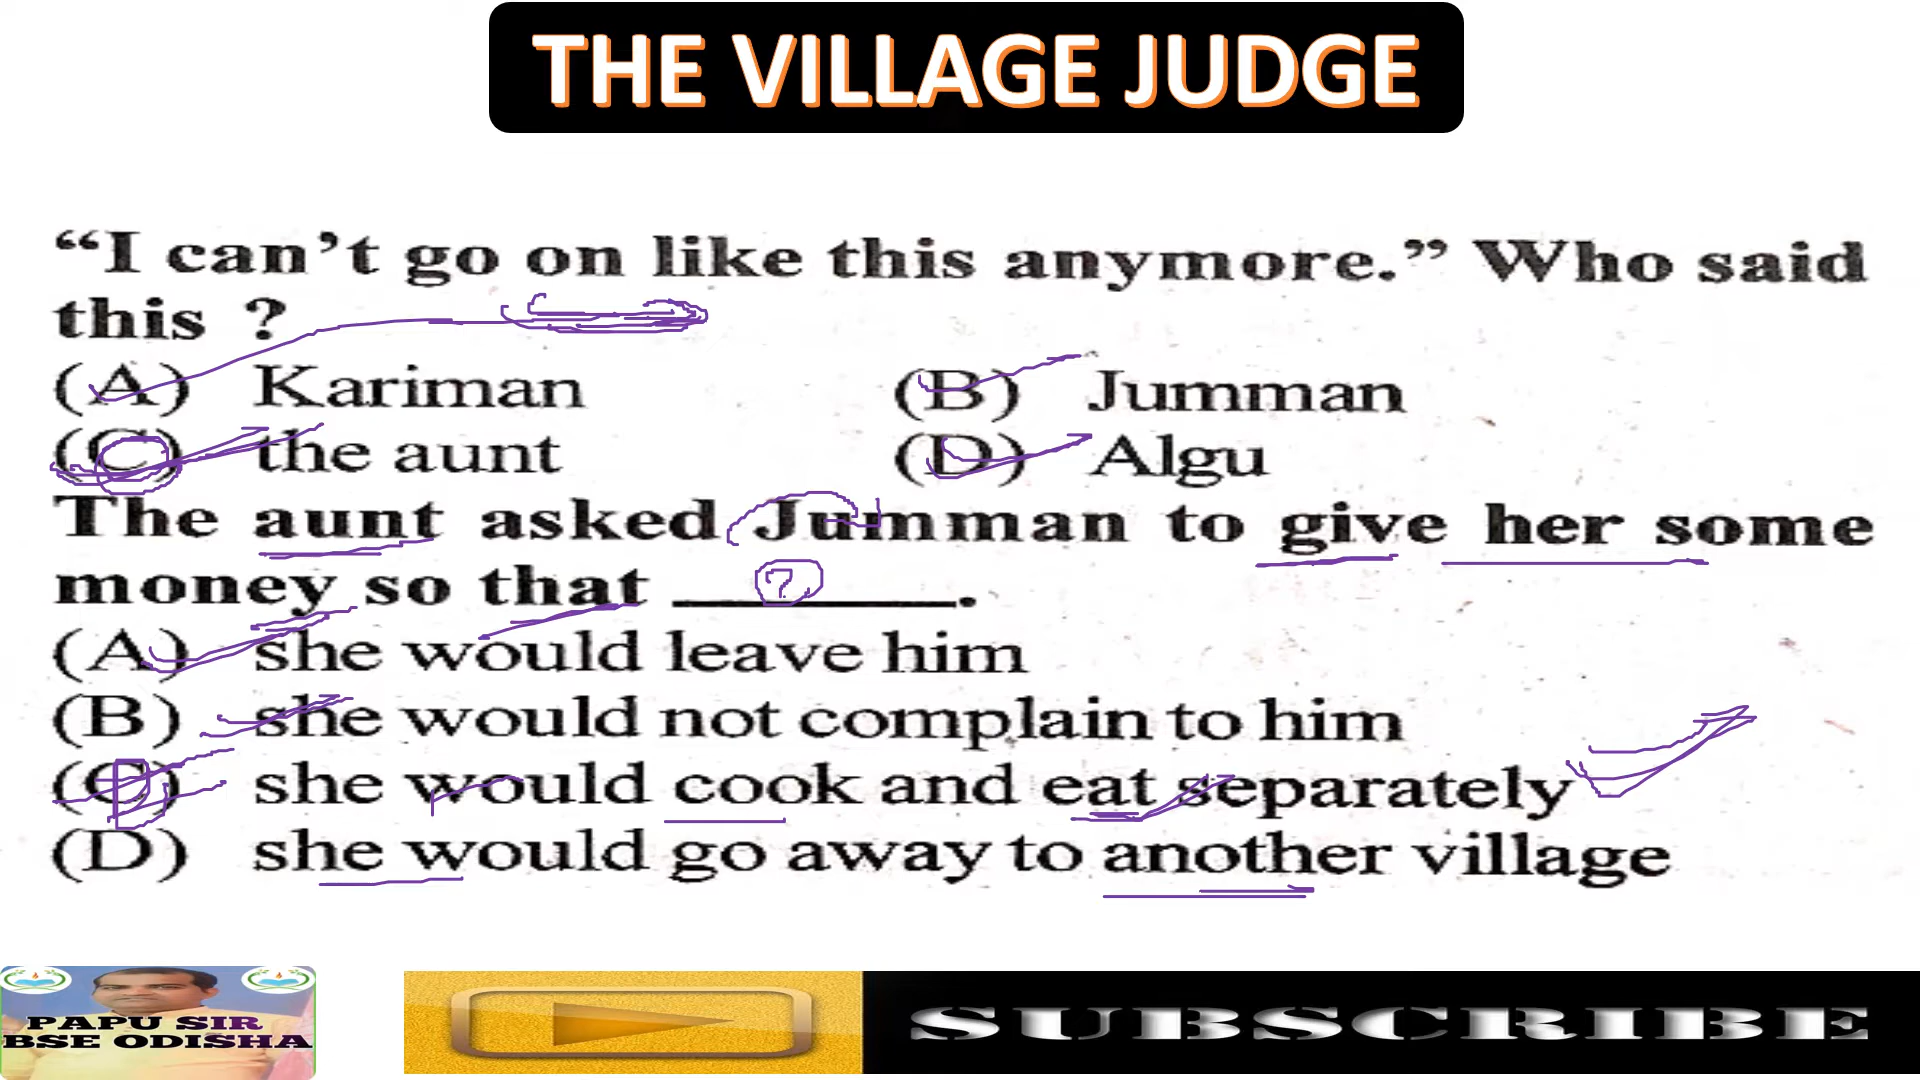 THE VILLAGE JUDGE
“I can’t go on like this anymore.” Who said
this ?
(A) Kariman (B) Jumman
(C) the aunt (D) Algu
The aunt asked Jumman to give her some
money so that ________.
?
(A) she would leave him
(B) she would not complain to him
(C) she would cook and eat separately
(D) she would go away to another village
PAPU SIR
BSE ODISHA
SUBSCRIBE